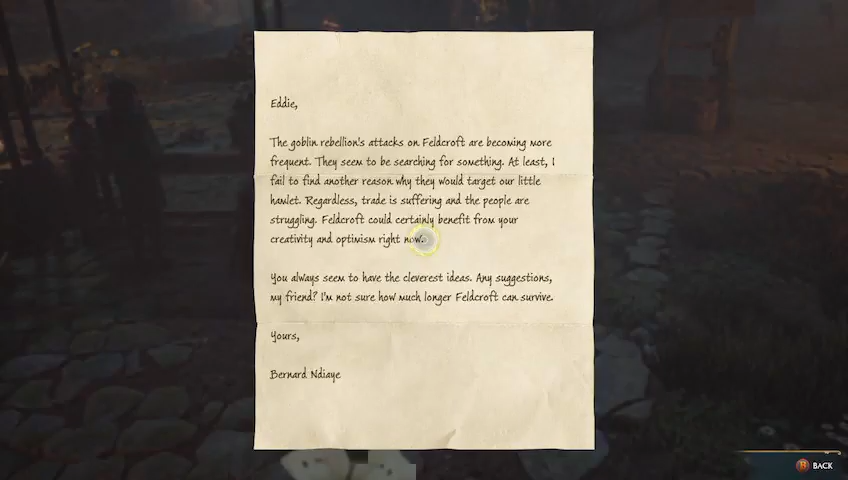 Eddie,
The goblin rebellion's attacks on Feldcroft are becoming more
frequent. They seem to be searching for something. At least, I
fail to find another reason why they would target our little
hamlet. Regardless, trade is suffering and the people are
struggling. Feldcroft could certainly benefit from your
creativity and optimism right now.
You always seem to have the cleverest ideas. Any suggestions,
my friend? I'm not sure how much longer Feldcroft can survive.
Yours,
Bernard Ndiaye
B BACK